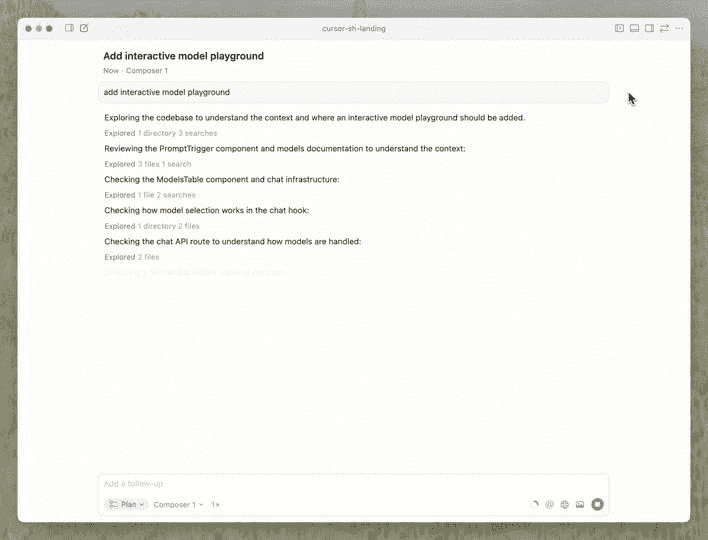 cursor-sh-landing
Add interactive model playground
Now · Composer 1
add interactive model playground
Exploring the codebase to understand the context and where an interactive model playground should be added.
Explored 1 directory 3 searches
Reviewing the PromptTrigger component and models documentation to understand the context:
Explored 3 files 1 search
Checking the ModelsTable component and chat infrastructure:
Explored 1 file 2 searches
Checking how model selection works in the chat hook:
Explored 1 directory 2 files
Checking the chat API route to understand how models are handled:
Explored 2 files
Add a follow-up
Plan Composer 1 1×